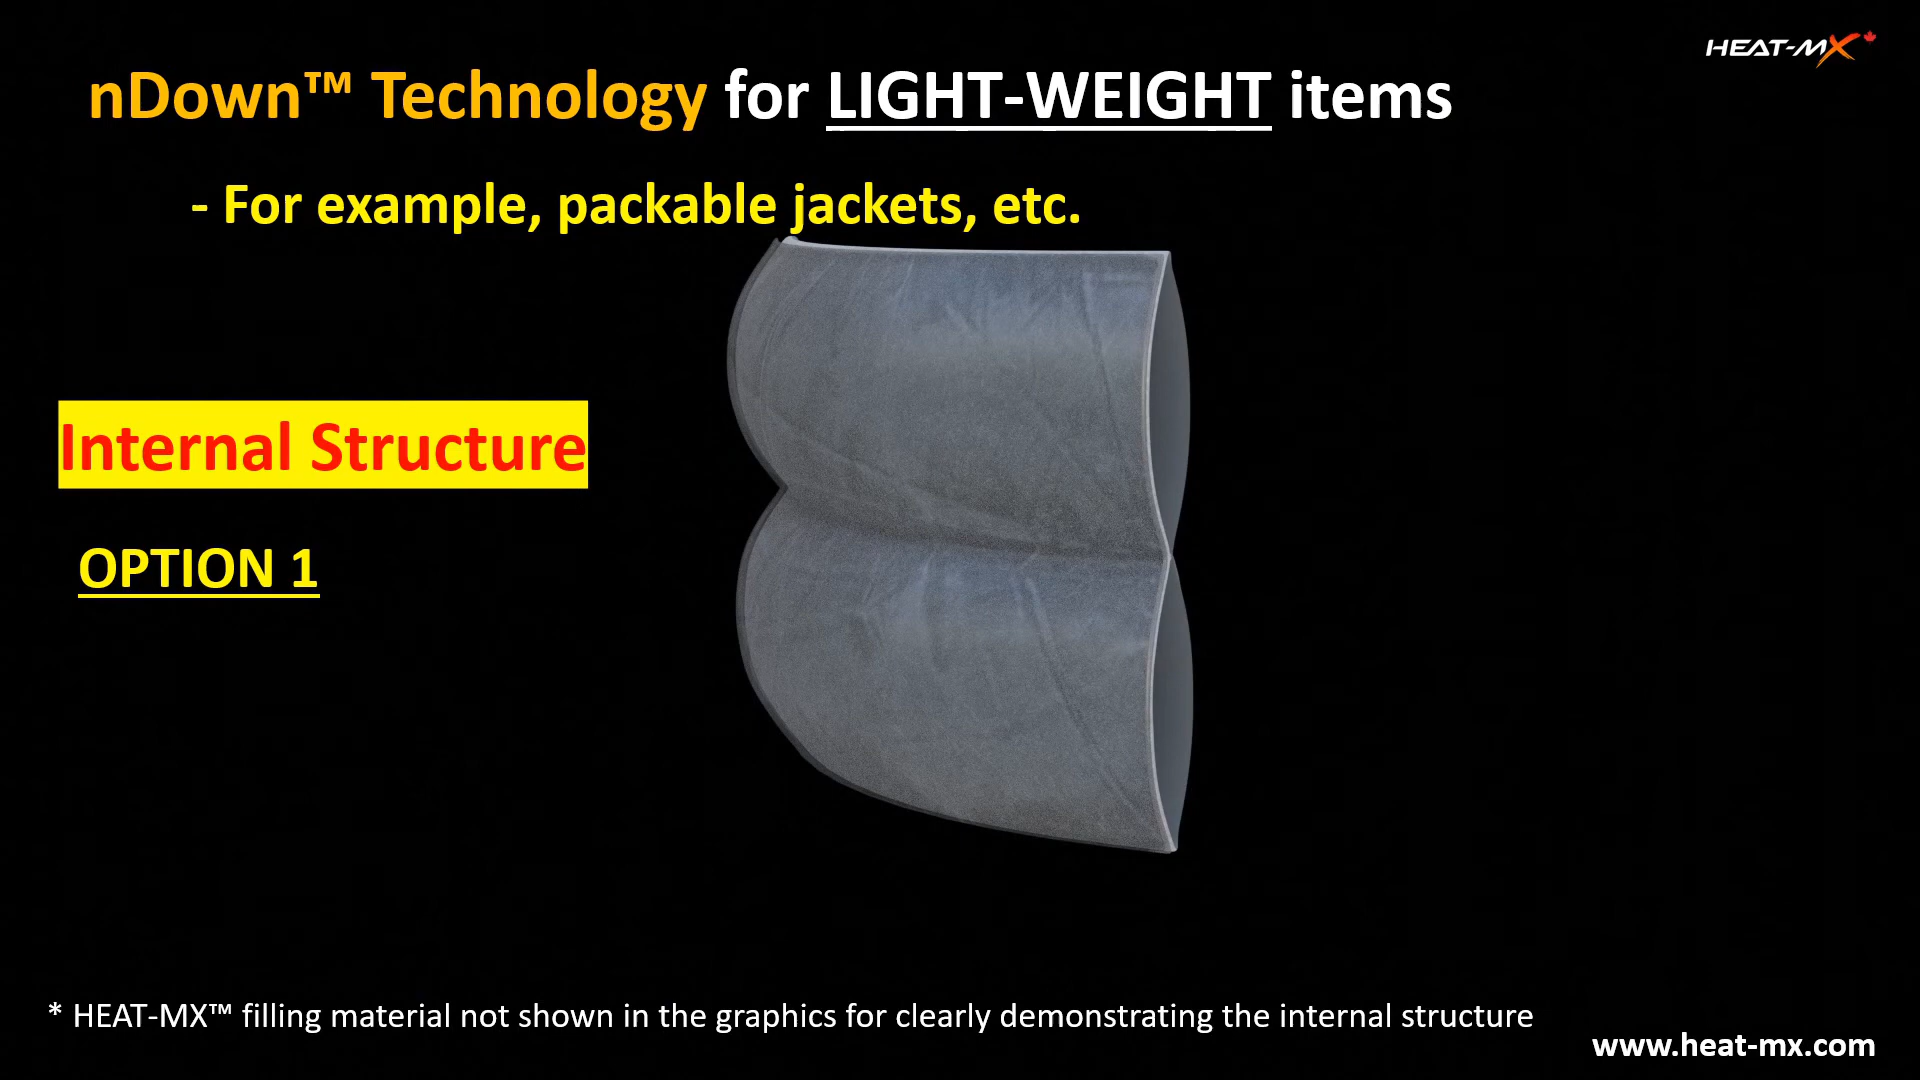 HEAT-MX
nDown™ Technology for LIGHT-WEIGHT items
- For example, packable jackets, etc.
Internal Structure
OPTION 1
* HEAT-MX™ filling material not shown in the graphics for clearly demonstrating the internal structure
www.heat-mx.com